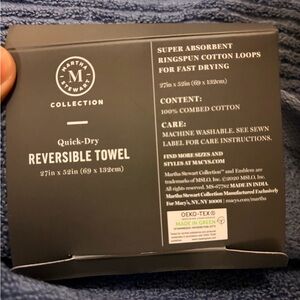 MARTHA
STEWART
M
COLLECTION
Quick-Dry
REVERSIBLE TOWEL
27in x 52in (69 x 132cm)
SUPER ABSORBENT
RINGSPUN COTTON LOOPS
FOR FAST DRYING
27in x 52in (69 x 132cm)
CONTENT:
100% COMBED COTTON
CARE:
MACHINE WASHABLE. SEE SEWN
LABEL FOR CARE INSTRUCTIONS.
FIND MORE SIZES AND
STYLES AT MACYS.COM
Martha Stewart Collection™ and Emblem are
trademarks of MSLO, Inc. ©2020 MSLO, Inc.
All rights reserved. MS-67782 MADE IN INDIA
Martha Stewart Collection Manufactured Exclusively
For Macy's, NY, NY 10001 | macys.com/martha
OEKO-TEX®
MADE IN GREEN